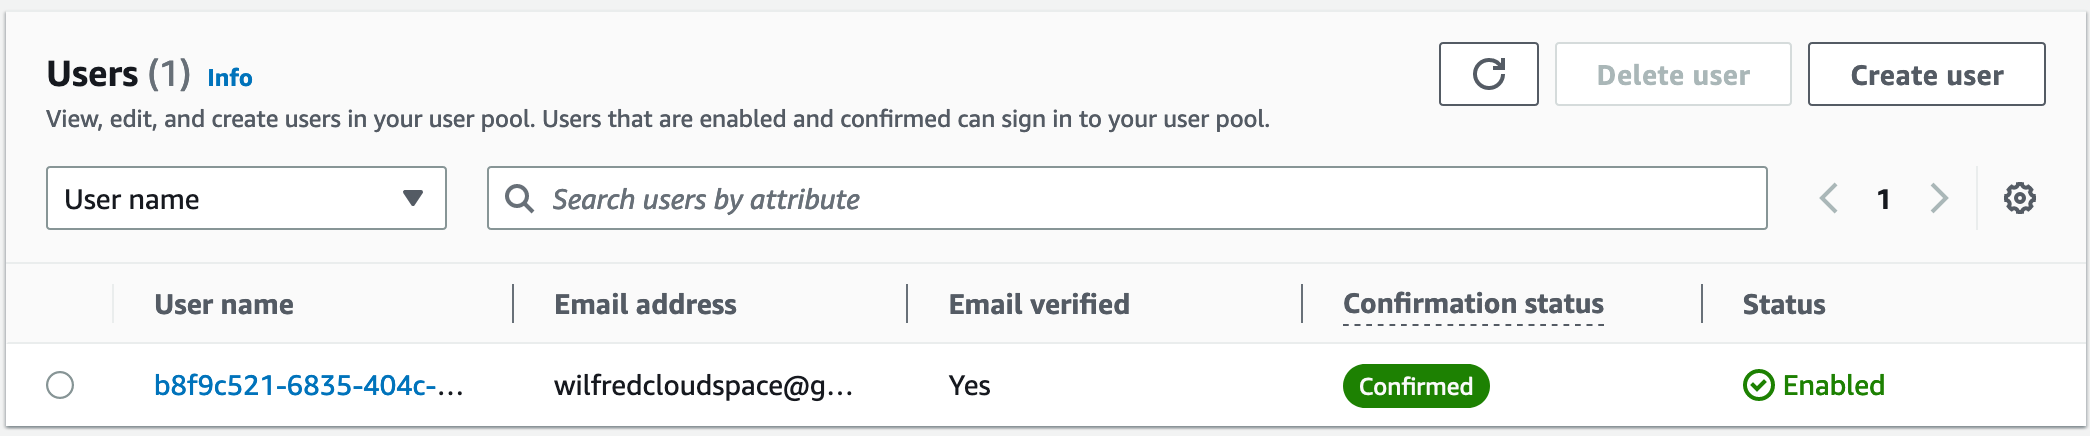 Users (1) Info
Delete user
Create user
View, edit, and create users in your user pool. Users that are enabled and confirmed can sign in to your user pool.
User name
Search users by attribute
1
User name
Email address
Email verified
Confirmation status
Status
b8f9c521-6835-404c-...
wilfredcloudspace@g...
Yes
Confirmed
Enabled